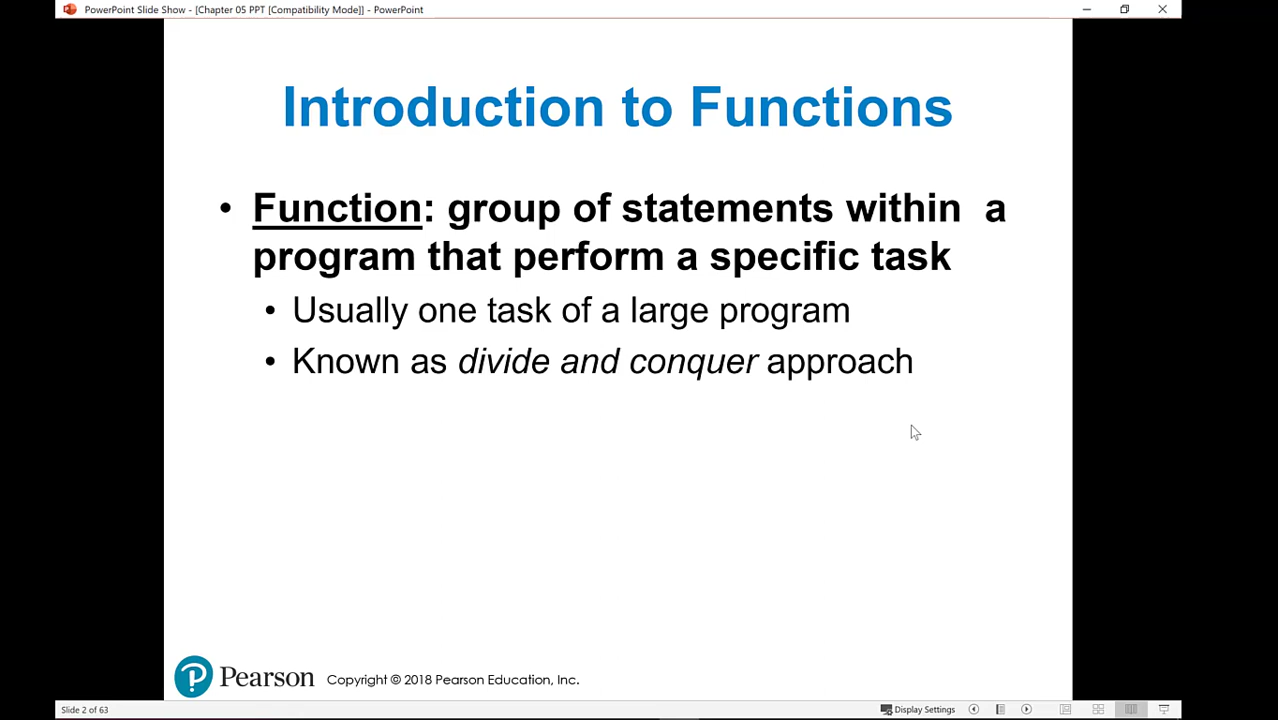 PowerPoint Slide Show - [Chapter 05 PPT [Compatibility Mode]] - PowerPoint
Introduction to Functions
• Function: group of statements within a
program that perform a specific task
• Usually one task of a large program
• Known as divide and conquer approach
Pearson Copyright © 2018 Pearson Education, Inc.
Slide 2 of 63 Display Settings